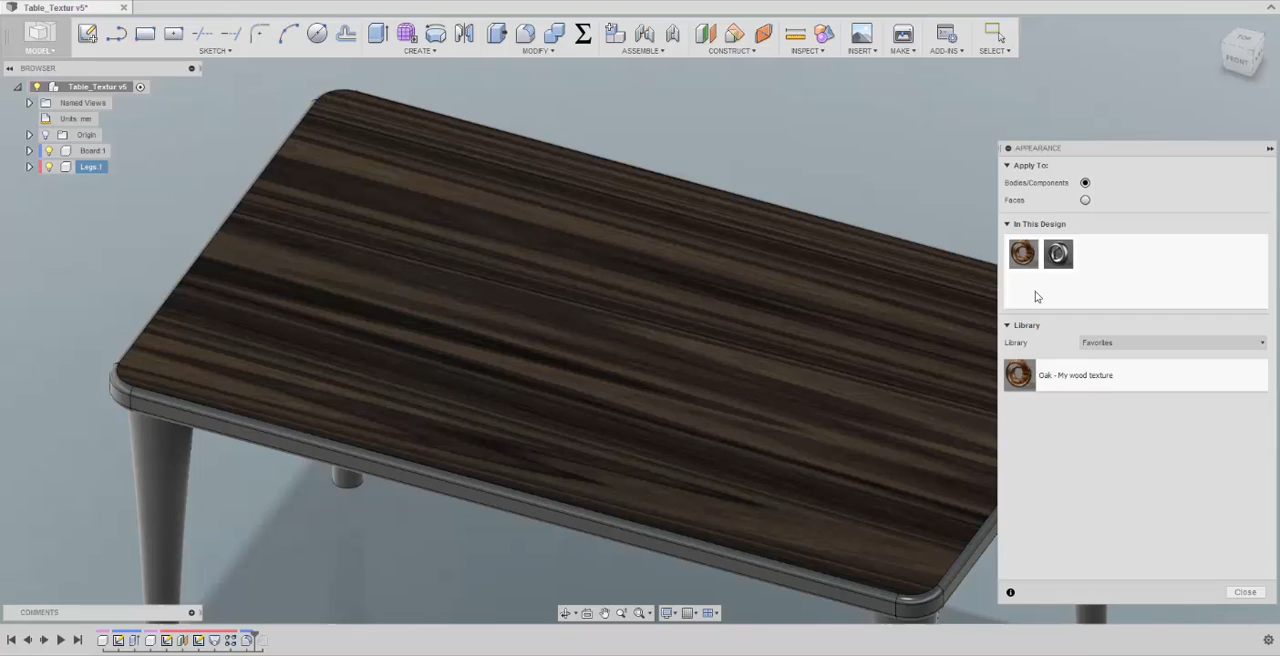 Table_Textur v5*
MODEL
SKETCH
CREATE
MODIFY
ASSEMBLE
CONSTRUCT
INSPECT
INSERT
MAKE
ADD-INS
SELECT
TOP
FRONT
BROWSER
Table_Textur v5
Named Views
Units: mm
Origin
Board:1
Legs:1
APPEARANCE
Apply To:
Bodies/Components
Faces
In This Design
Library
Library Favorites
Oak - My wood texture
Close
COMMENTS